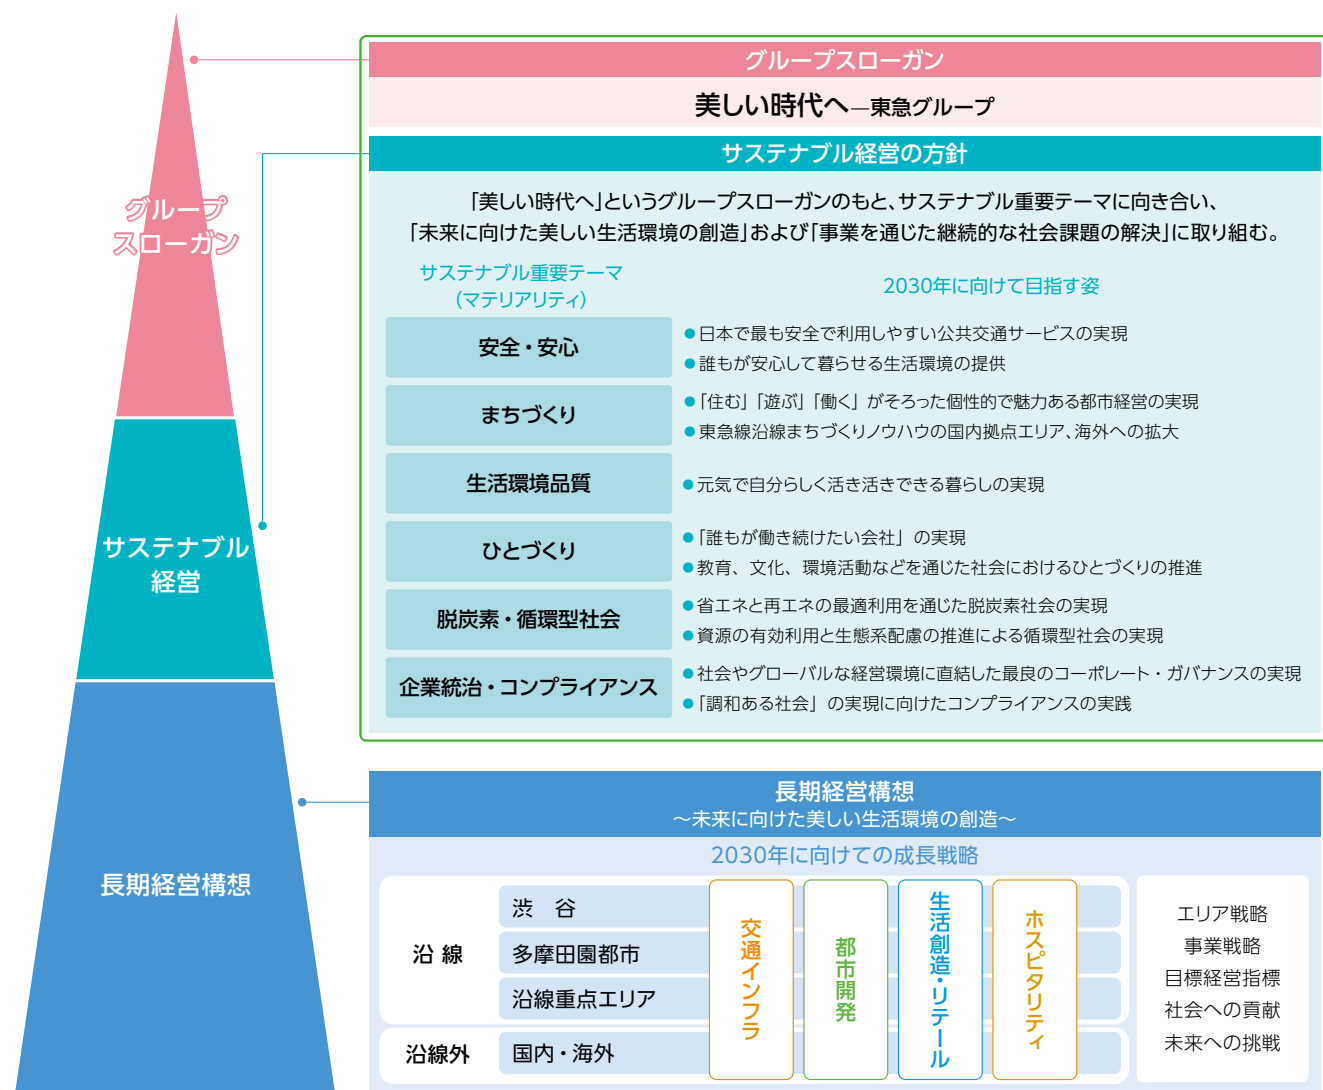 グループスローガン
美しい時代へ―東急グループ
サステナブル経営の方針
「美しい時代へ」というグループスローガンのもと、サステナブル重要テーマに向き合い、
「未来に向けた美しい生活環境の創造」および「事業を通じた継続的な社会課題の解決」に取り組む。
サステナブル重要テーマ
（マテリアリティ）
2030年に向けて目指す姿
安全・安心
●日本で最も安全で利用しやすい公共交通サービスの実現
●誰もが安心して暮らせる生活環境の提供
まちづくり
●「住む」「遊ぶ」「働く」がそろった個性的で魅力ある都市経営の実現
●東急線沿線まちづくりノウハウの国内拠点エリア、海外への拡大
生活環境品質
●元気で自分らしく活き活きできる暮らしの実現
ひとづくり
●「誰もが働き続けたい会社」の実現
●教育、文化、環境活動などを通じた社会におけるひとづくりの推進
脱炭素・循環型社会
●省エネと再エネの最適利用を通じた脱炭素社会の実現
●資源の有効利用と生態系配慮の推進による循環型社会の実現
企業統治・コンプライアンス
●社会やグローバルな経営環境に直結した最良のコーポレート・ガバナンスの実現
●「調和ある社会」の実現に向けたコンプライアンスの実践
グループ
スローガン
サステナブル
経営
長期経営構想
長期経営構想
～未来に向けた美しい生活環境の創造～
2030年に向けての成長戦略
沿線
渋　谷
多摩田園都市
沿線重点エリア
沿線外
国内・海外
交通インフラ
都市開発
生活創造・リテール
ホスピタリティ
エリア戦略
事業戦略
目標経営指標
社会への貢献
未来への挑戦